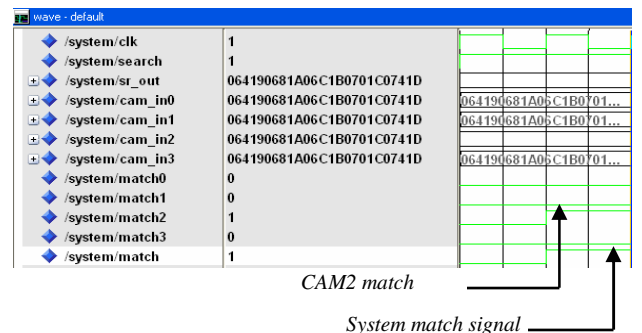 wave - default
/system/clk 1
/system/search 1
/system/sr_out 064190681A06C1B0701C0741D
/system/cam_in0 064190681A06C1B0701C0741D 064190681A06C1B0701...
/system/cam_in1 064190681A06C1B0701C0741D 064190681A06C1B0701...
/system/cam_in2 064190681A06C1B0701C0741D
/system/cam_in3 064190681A06C1B0701C0741D 064190681A06C1B0701...
/system/match0 0
/system/match1 0
/system/match2 1
/system/match3 0
/system/match 1
CAM2 match
System match signal